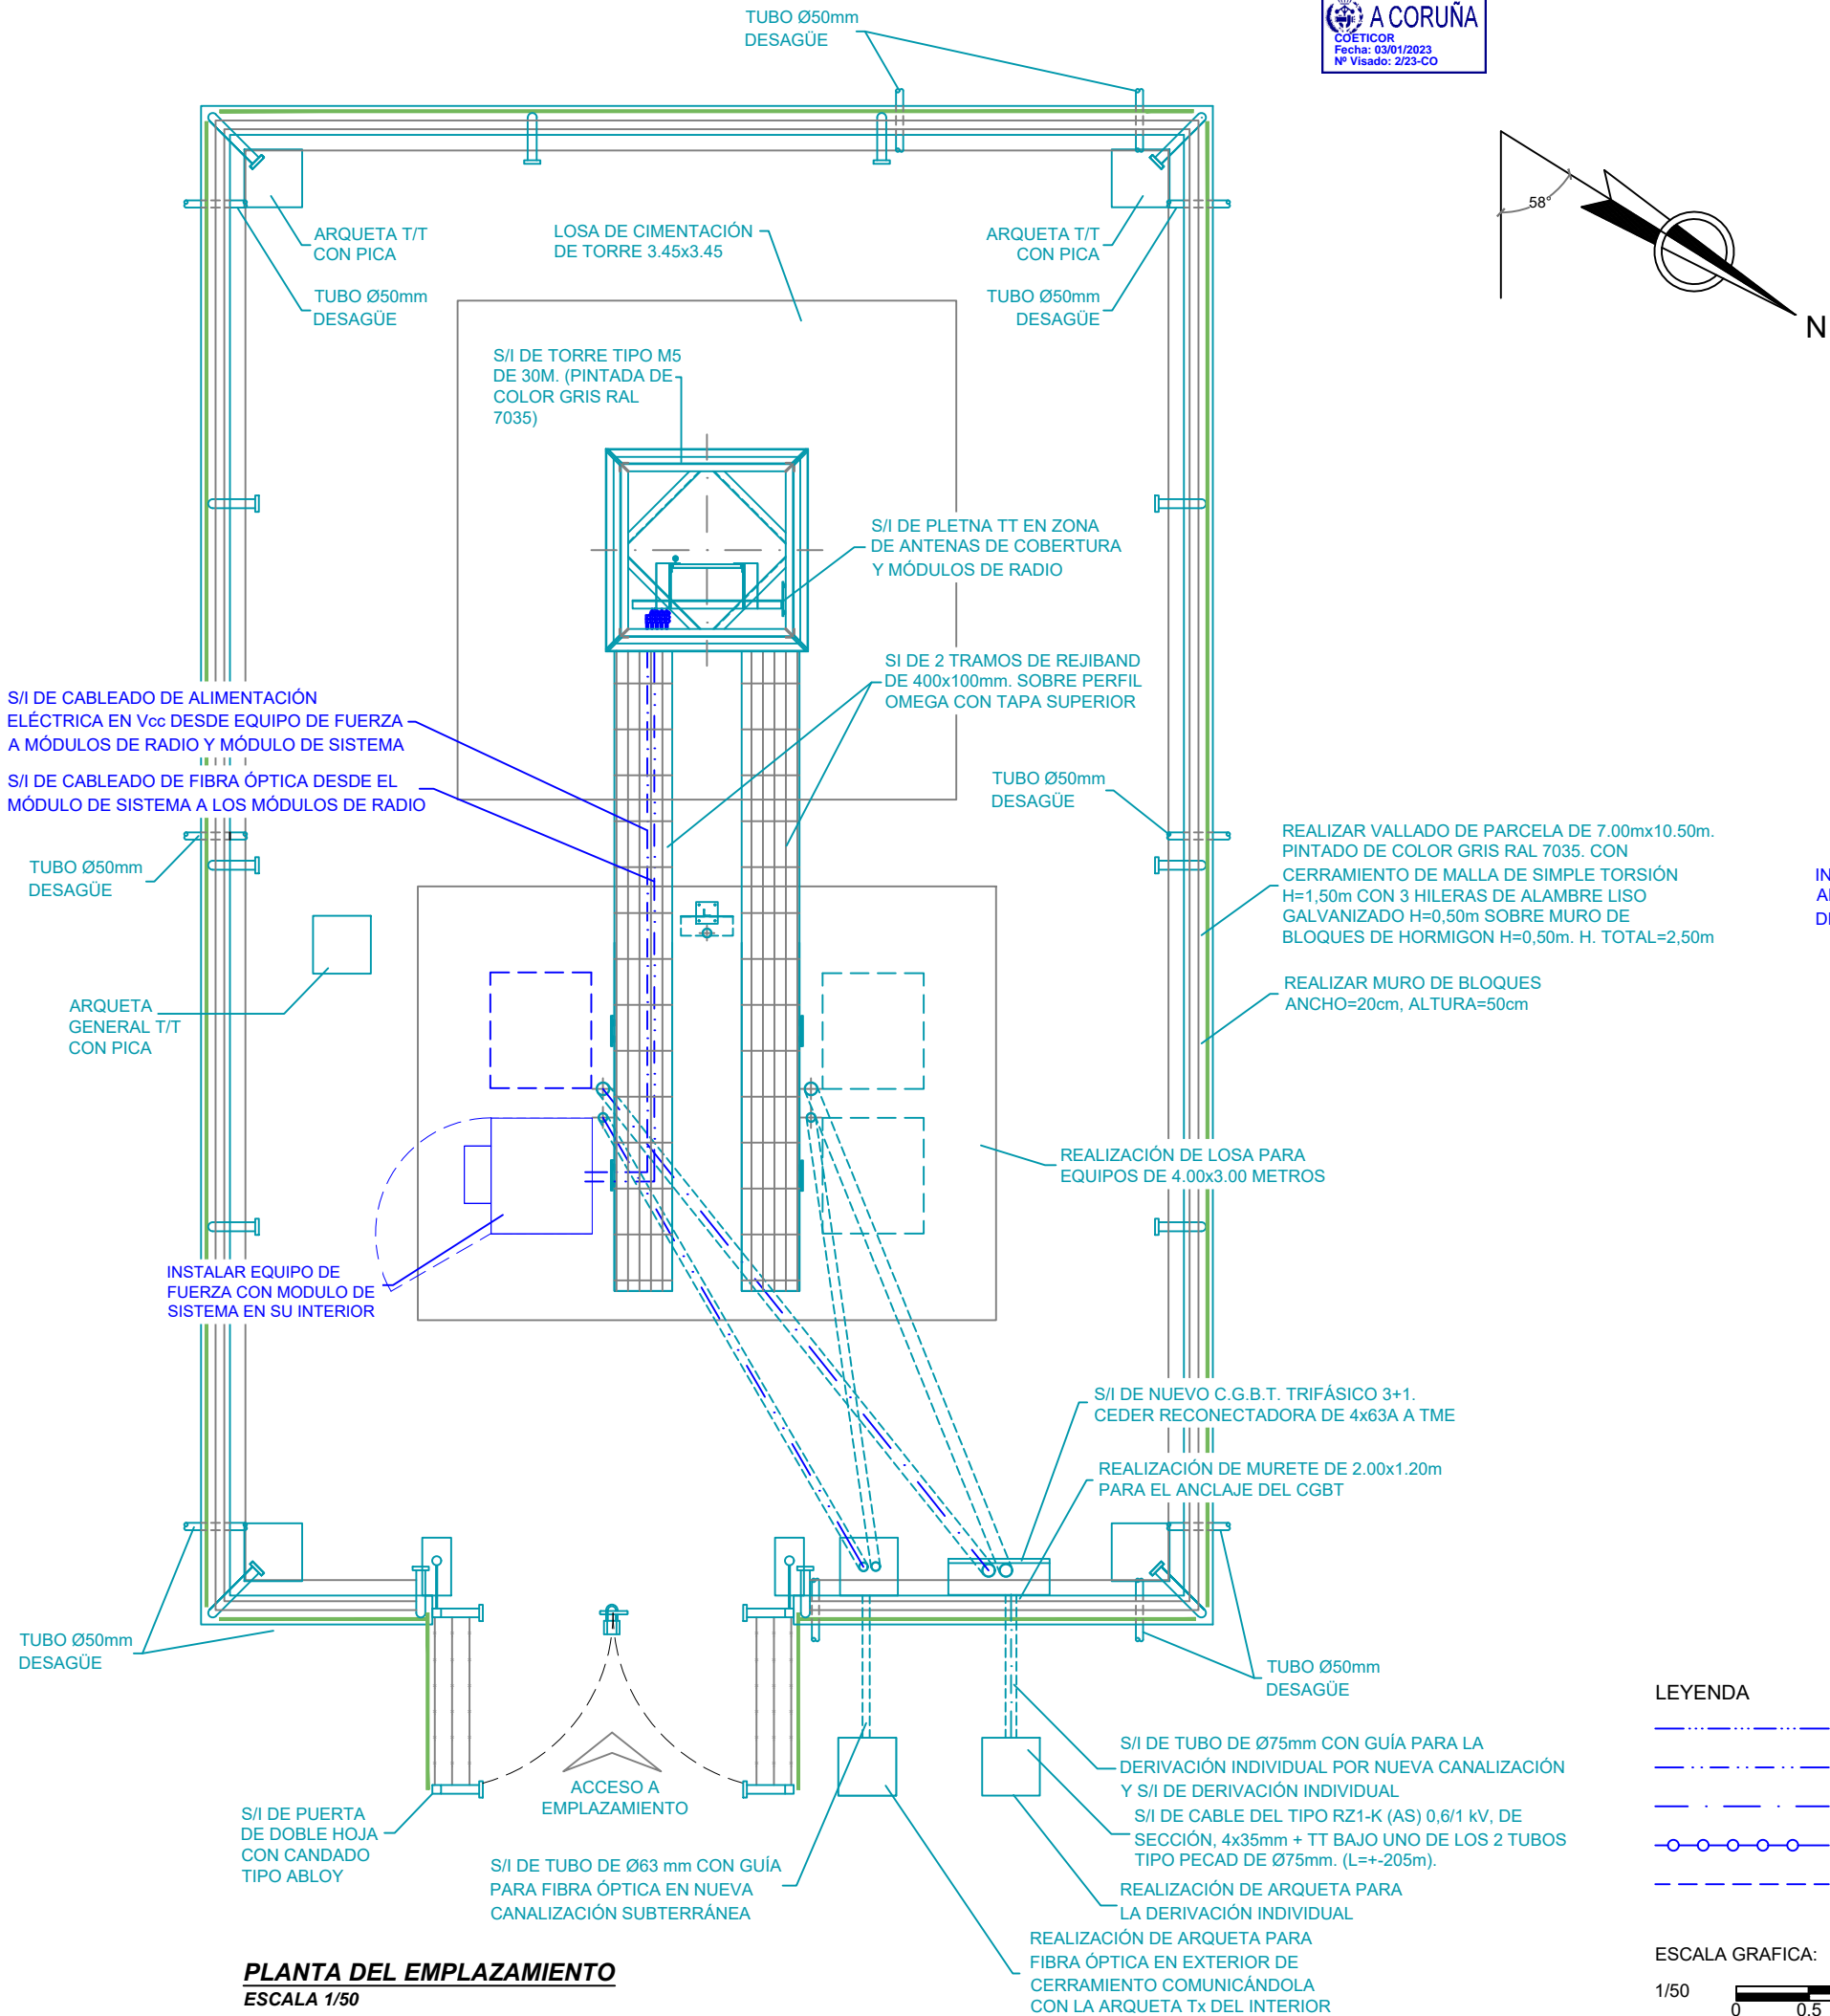 TUBO Ø50mm
DESAGÜE
A CORUÑA
COETICOR
Fecha: 03/01/2023
Nº Visado: 2/23-CO
58°
N
ARQUETA T/T
CON PICA
TUBO Ø50mm
DESAGÜE
LOSA DE CIMENTACIÓN
DE TORRE 3.45x3.45
ARQUETA T/T
CON PICA
TUBO Ø50mm
DESAGÜE
S/I DE TORRE TIPO M5
DE 30M. (PINTADA DE
COLOR GRIS RAL
7035)
S/I DE PLETNA TT EN ZONA
DE ANTENAS DE COBERTURA
Y MÓDULOS DE RADIO
SI DE 2 TRAMOS DE REJIBAND
DE 400x100mm. SOBRE PERFIL
OMEGA CON TAPA SUPERIOR
S/I DE CABLEADO DE ALIMENTACIÓN
ELÉCTRICA EN Vcc DESDE EQUIPO DE FUERZA
A MÓDULOS DE RADIO Y MÓDULO DE SISTEMA
S/I DE CABLEADO DE FIBRA ÓPTICA DESDE EL
MÓDULO DE SISTEMA A LOS MÓDULOS DE RADIO
TUBO Ø50mm
DESAGÜE
TUBO Ø50mm
DESAGÜE
REALIZAR VALLADO DE PARCELA DE 7.00mx10.50m.
PINTADO DE COLOR GRIS RAL 7035. CON
CERRAMIENTO DE MALLA DE SIMPLE TORSIÓN
H=1,50m CON 3 HILERAS DE ALAMBRE LISO
GALVANIZADO H=0,50m SOBRE MURO DE
BLOQUES DE HORMIGON H=0,50m. H. TOTAL=2,50m
REALIZAR MURO DE BLOQUES
ANCHO=20cm, ALTURA=50cm
ARQUETA
GENERAL T/T
CON PICA
REALIZACIÓN DE LOSA PARA
EQUIPOS DE 4.00x3.00 METROS
INSTALAR EQUIPO DE
FUERZA CON MODULO DE
SISTEMA EN SU INTERIOR
S/I DE NUEVO C.G.B.T. TRIFÁSICO 3+1.
CEDER RECONECTADORA DE 4x63A A TME
REALIZACIÓN DE MURETE DE 2.00x1.20m
PARA EL ANCLAJE DEL CGBT
TUBO Ø50mm
DESAGÜE
TUBO Ø50mm
DESAGÜE
ACCESO A
EMPLAZAMIENTO
S/I DE PUERTA
DE DOBLE HOJA
CON CANDADO
TIPO ABLOY
S/I DE TUBO DE Ø63 mm CON GUÍA
PARA FIBRA ÓPTICA EN NUEVA
CANALIZACIÓN SUBTERRÁNEA
S/I DE TUBO DE Ø75mm CON GUÍA PARA LA
DERIVACIÓN INDIVIDUAL POR NUEVA CANALIZACIÓN
Y S/I DE DERIVACIÓN INDIVIDUAL
S/I DE CABLE DEL TIPO RZ1-K (AS) 0,6/1 kV, DE
SECCIÓN, 4x35mm + TT BAJO UNO DE LOS 2 TUBOS
TIPO PECAD DE Ø75mm. (L=+-205m).
REALIZACIÓN DE ARQUETA PARA
LA DERIVACIÓN INDIVIDUAL
REALIZACIÓN DE ARQUETA PARA
FIBRA ÓPTICA EN EXTERIOR DE
CERRAMIENTO COMUNICÁNDOLA
CON LA ARQUETA Tx DEL INTERIOR
LEYENDA
ESCALA GRAFICA:
1/50
0 0.5
PLANTA DEL EMPLAZAMIENTO
ESCALA 1/50